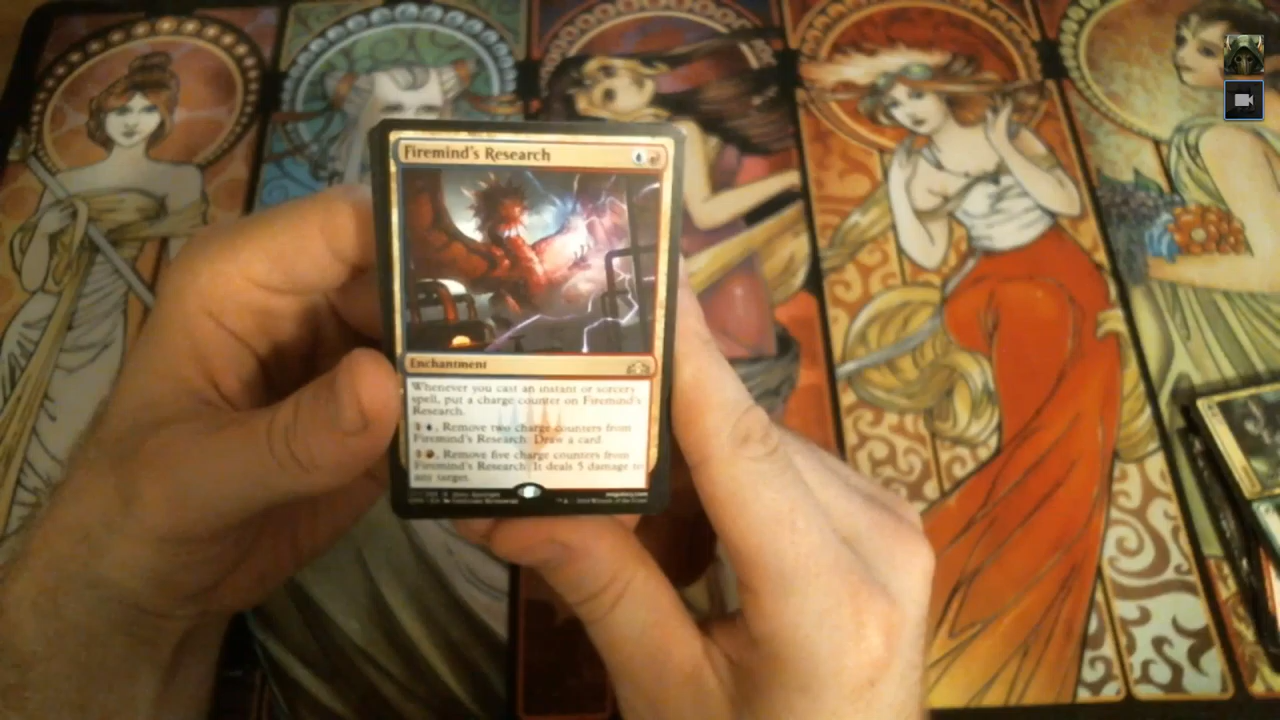 Firemind's Research
Enchantment
Whenever you cast an instant or sorcery
spell, put a charge counter on Firemind's
Research.
, Remove two charge counters from
Firemind's Research: Draw a card.
, Remove five charge counters from
Firemind's Research: It deals 5 damage to
any target.